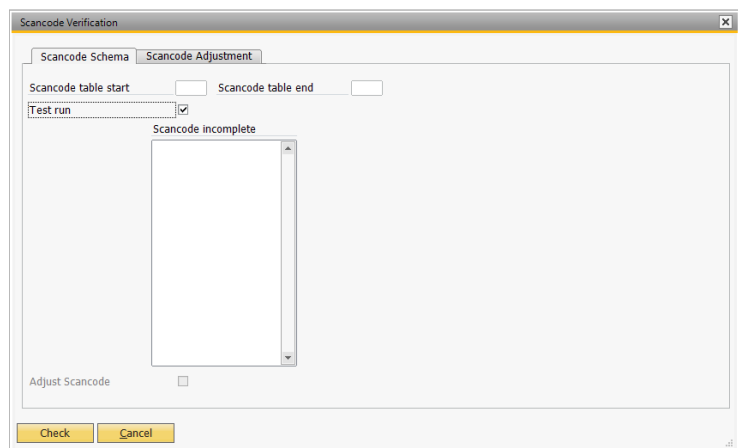 Scancode Verification
Scancode Schema Scancode Adjustment
Scancode table start Scancode table end
Test run
Scancode incomplete
Adjust Scancode
Check Cancel